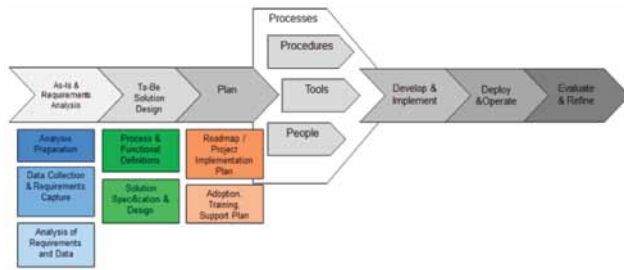 Processes
Procedures
Tools
People
As-Is &
Requirements
Analysis
To-Be
Solution
Design
Plan
Develop &
Implement
Deploy
&Operate
Evaluate
& Refine
Analysis
Preparation
Data Collection
& Requirements
Capture
Analysis of
Requirements
and Data
Process &
Functional
Definitions
Solution
Specification &
Design
Roadmap /
Project
Implementation
Plan
Adoption,
Training,
Support Plan